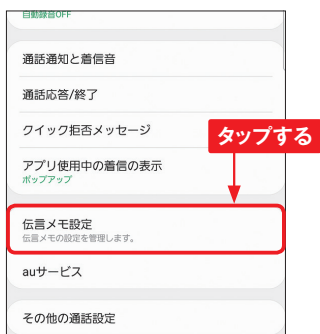 自動録音OFF
通話通知と着信音
通話応答/終了
クイック拒否メッセージ
タップする
アプリ使用中の着信の表示
ポップアップ
伝言メモ設定
伝言メモの設定を管理します。
auサービス
その他の通話設定